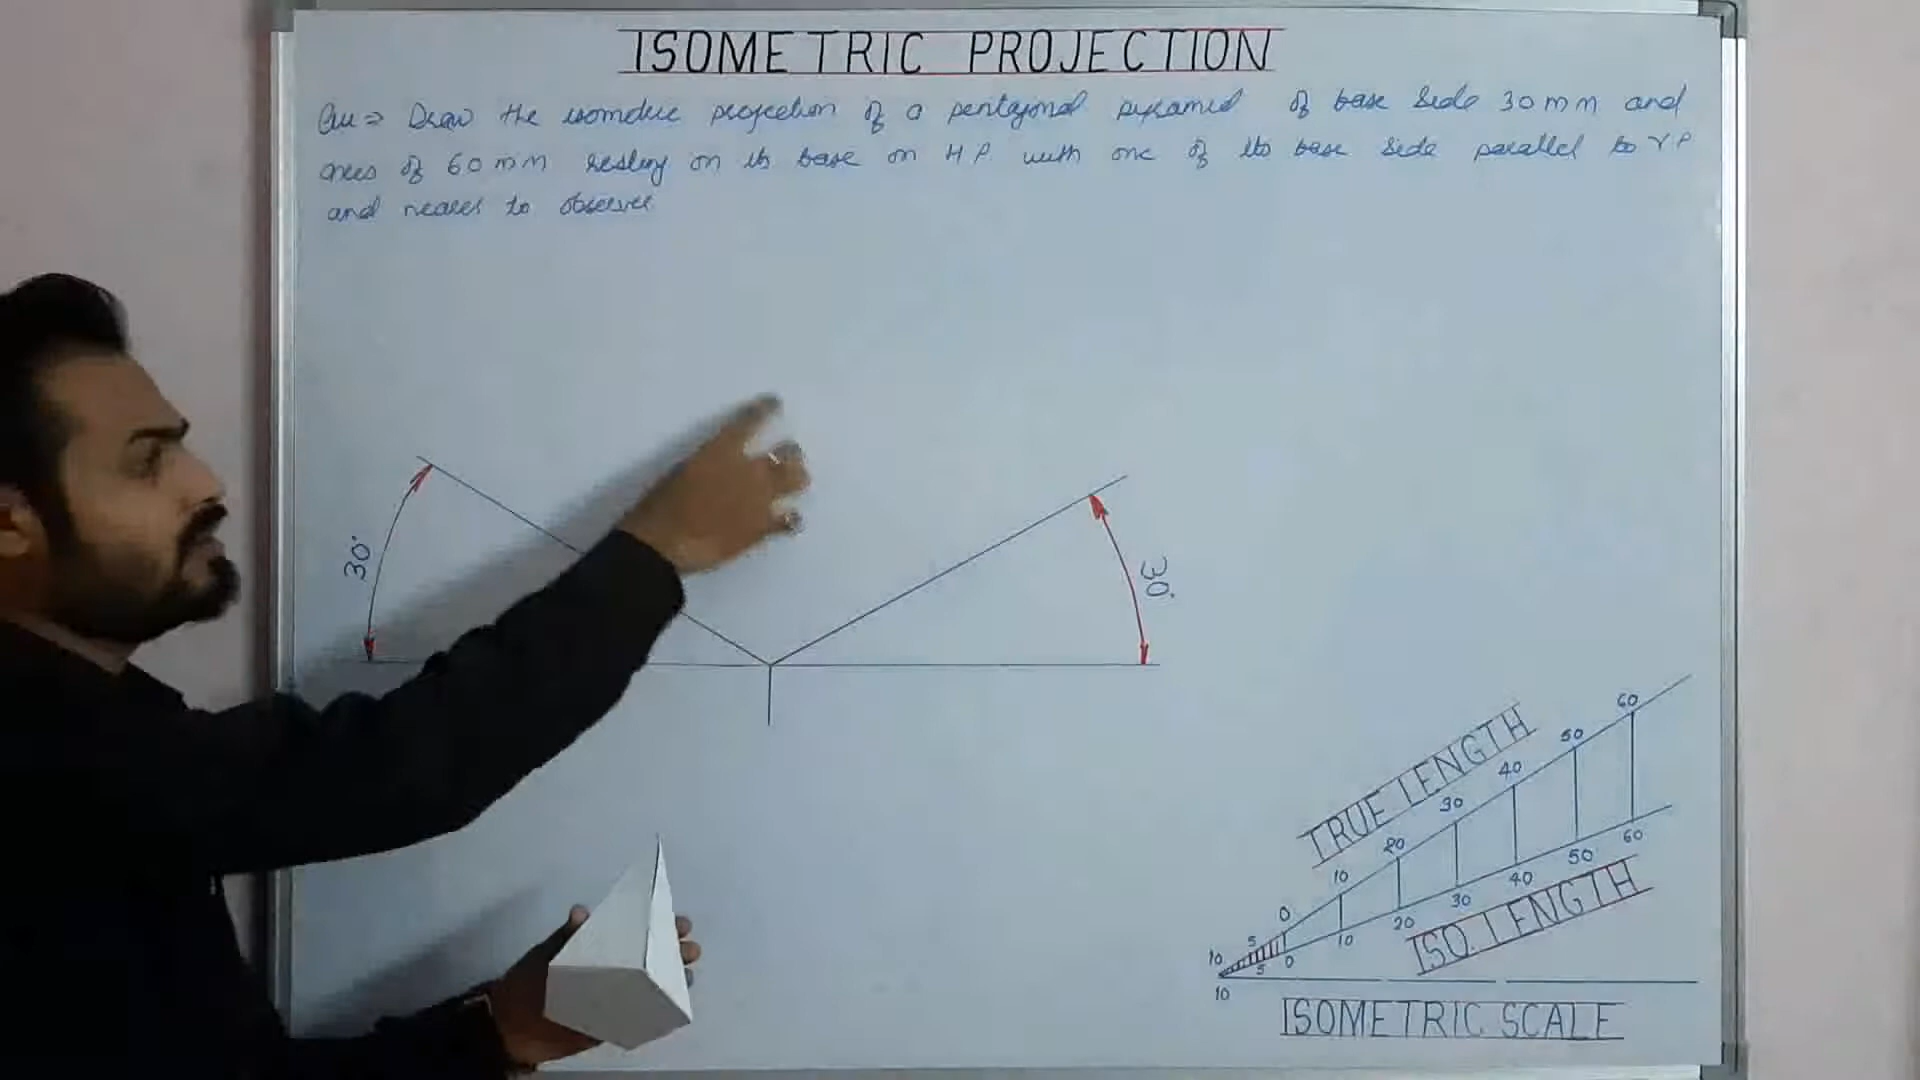 ISOMETRIC PROJECTION
Qu ⇒ Draw the isometric projection of a pentagonal pyramid of base side 30 mm and
axis of 60 mm resting on its base on HP with one of its base side parallel to VP
and nearer to observer
30°
30°
TRUE LENGTH
10 5 0 10 20 30 40 50 60
10 5 0 10 20 30 40 50 60
ISO. LENGTH
ISOMETRIC SCALE